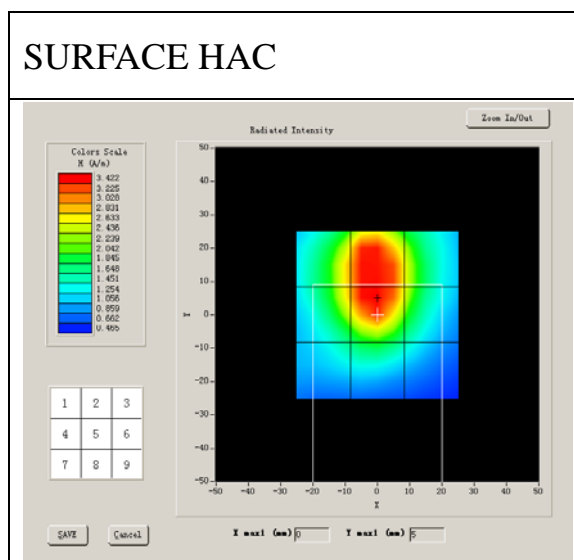 SURFACE HAC
Zoom In/Out
Radiated Intensity
Colors Scale
H (A/m)
3.422
3.225
3.028
2.831
2.633
2.436
2.239
2.042
1.845
1.648
1.451
1.254
1.056
0.859
0.662
0.465
50
40
30
20
10
0
-10
-20
-30
-40
-50
Y
-50 -40 -30 -20 -10 0 10 20 30 40 50
X
1 2 3
4 5 6
7 8 9
SAVE Cancel
X max1 (mm) 0 Y max1 (mm) 5